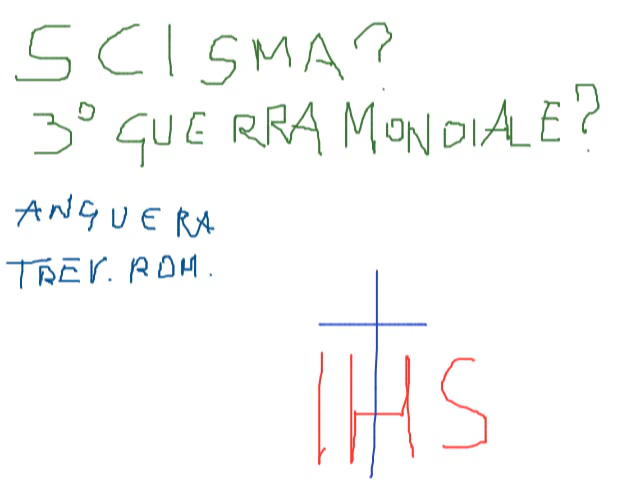 SCISMA?
3° GUERRA MONDIALE?
ANGUERA
TREV. ROM.
IHS